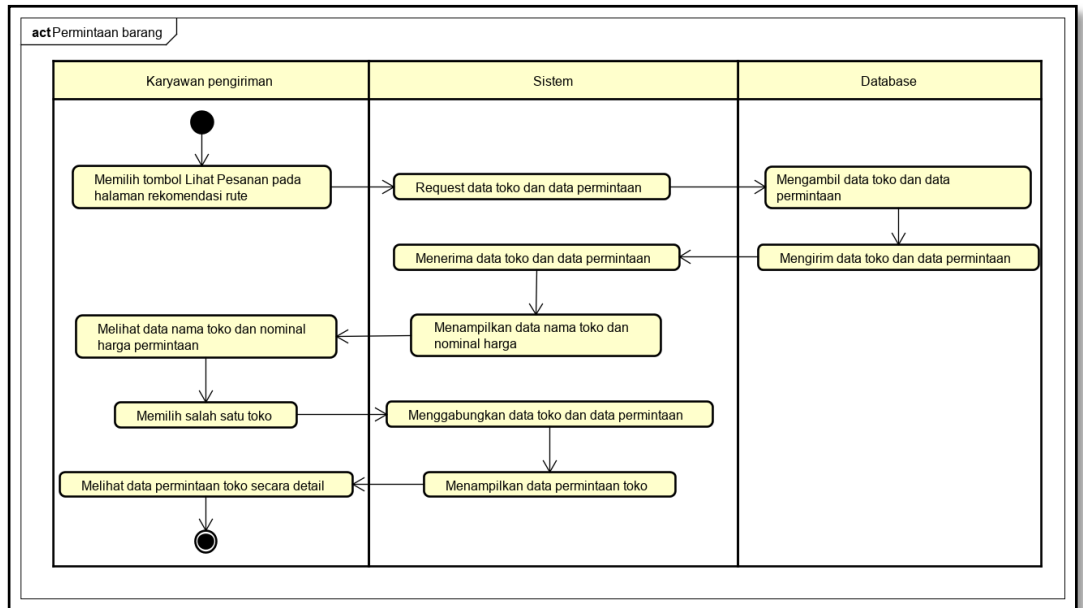 act Permintaan barang
Karyawan pengiriman
Sistem
Database
Memilih tombol Lihat Pesanan pada
halaman rekomendasi rute
Request data toko dan data permintaan
Mengambil data toko dan data
permintaan
Menerima data toko dan data permintaan
Mengirim data toko dan data permintaan
Melihat data nama toko dan nominal
harga permintaan
Menampilkan data nama toko dan
nominal harga
Memilih salah satu toko
Menggabungkan data toko dan data permintaan
Melihat data permintaan toko secara detail
Menampilkan data permintaan toko